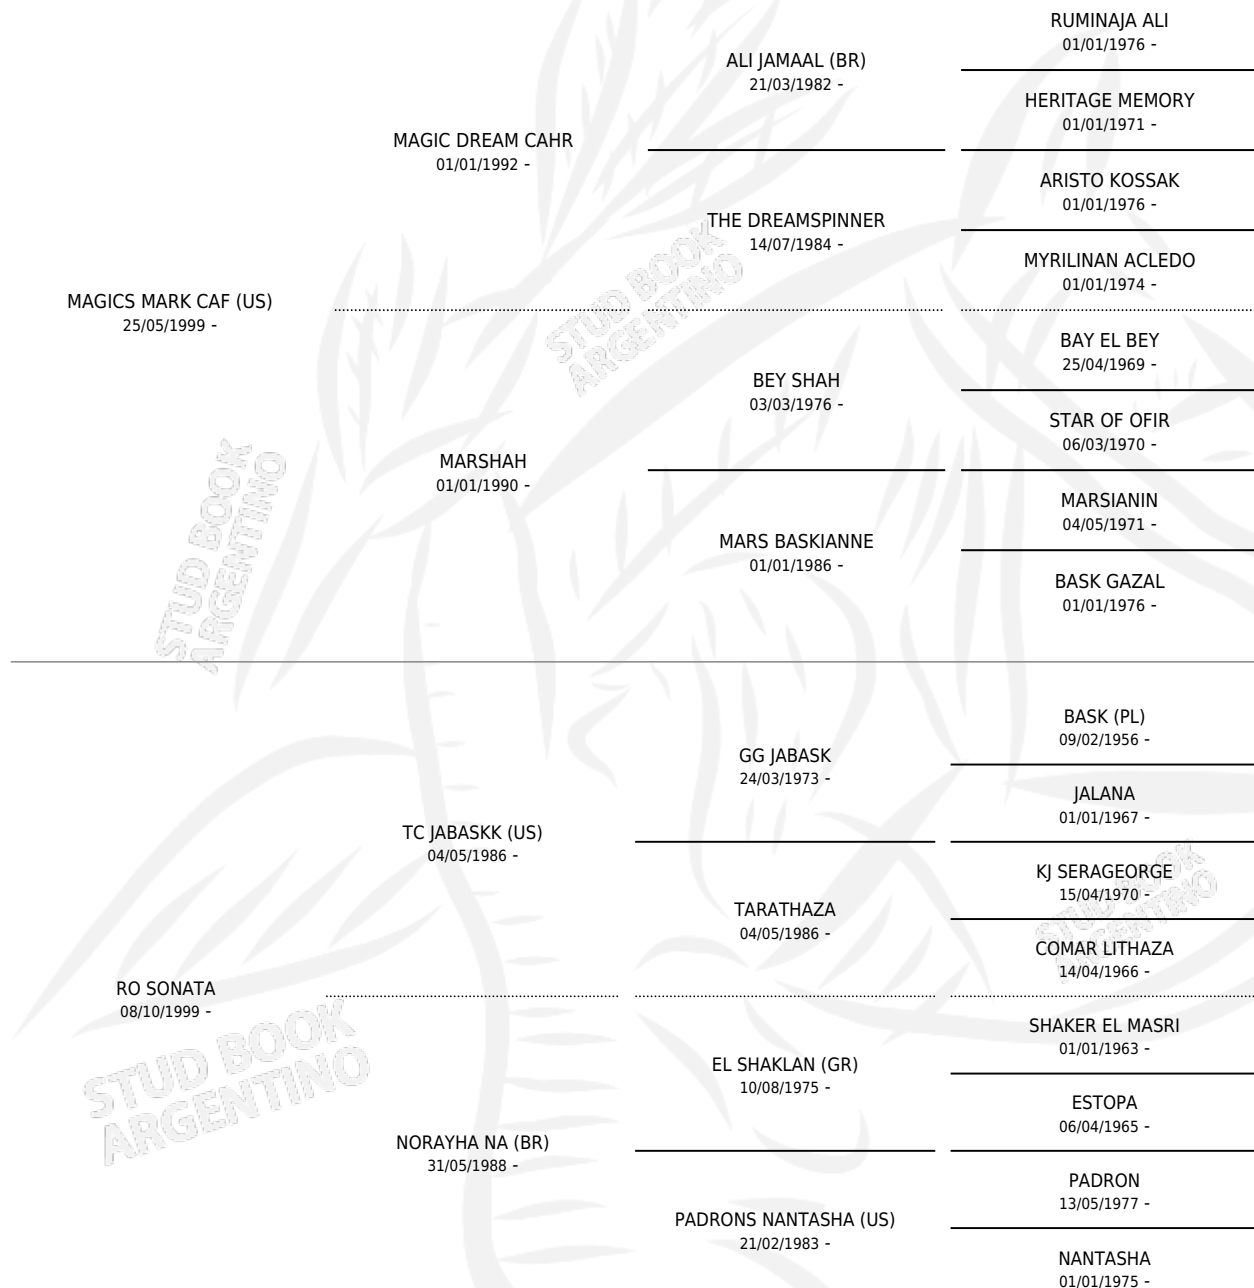 RUMINAJA ALI
01/01/1976 -
ALI JAMAAL (BR)
21/03/1982 -
HERITAGE MEMORY
01/01/1971 -
MAGIC DREAM CAHR
01/01/1992 -
ARISTO KOSSAK
01/01/1976 -
THE DREAMSPINNER
14/07/1984 -
MYRILINAN ACLEDO
01/01/1974 -
MAGICS MARK CAF (US)
25/05/1999 -
BAY EL BEY
25/04/1969 -
BEY SHAH
03/03/1976 -
STAR OF OFIR
06/03/1970 -
MARSHAH
01/01/1990 -
MARSIANIN
04/05/1971 -
MARS BASKIANNE
01/01/1986 -
BASK GAZAL
01/01/1976 -
BASK (PL)
09/02/1956 -
GG JABASK
24/03/1973 -
JALANA
01/01/1967 -
TC JABASKK (US)
04/05/1986 -
KJ SERAGEORGE
15/04/1970 -
TARATHAZA
04/05/1986 -
COMAR LITHAZA
14/04/1966 -
RO SONATA
08/10/1999 -
SHAKER EL MASRI
01/01/1963 -
EL SHAKLAN (GR)
10/08/1975 -
ESTOPA
06/04/1965 -
NORAYHA NA (BR)
31/05/1988 -
PADRON
13/05/1977 -
PADRONS NANTASHA (US)
21/02/1983 -
NANTASHA
01/01/1975 -
STUD BOOK
ARGENTINO
STUD BOOK
ARGENTINO
STUD BOOK
ARGENTINO
STUD BOOK
ARGENTINO